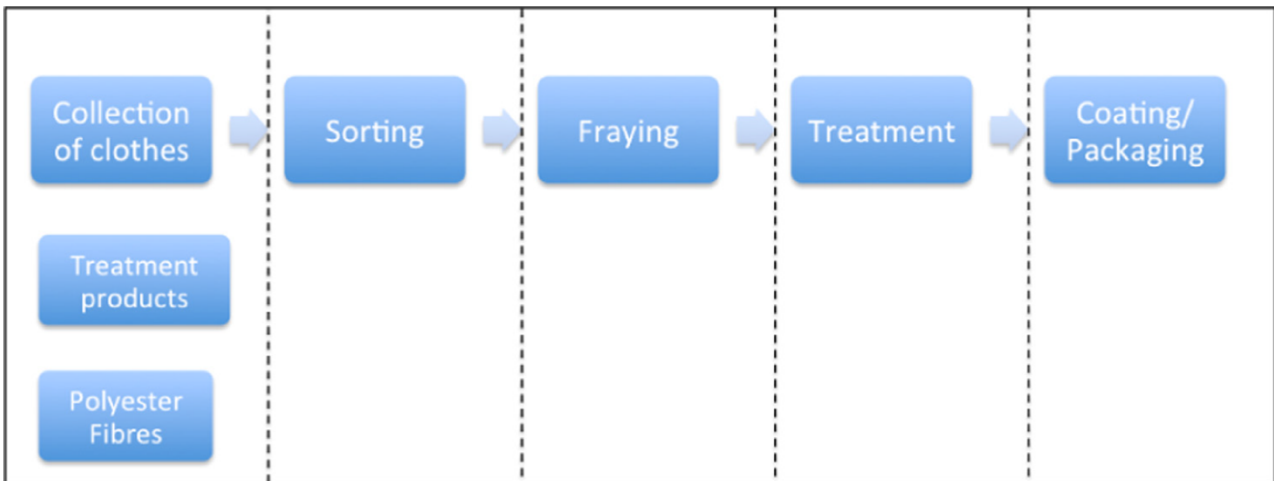 Collection
of clothes
Sorting
Fraying
Treatment
Coating/
Packaging
Treatment
products
Polyester
Fibres